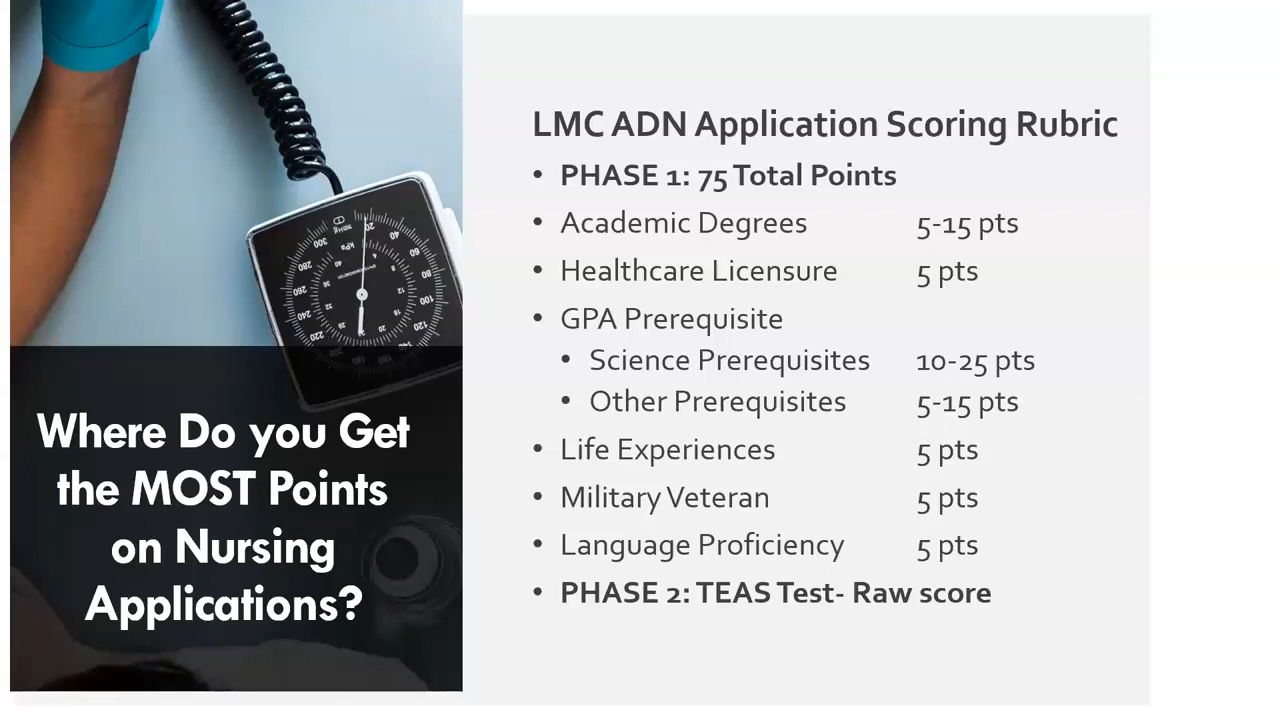 LMC ADN Application Scoring Rubric
• PHASE 1: 75 Total Points
• Academic Degrees 5-15 pts
• Healthcare Licensure 5 pts
• GPA Prerequisite
• Science Prerequisites 10-25 pts
• Other Prerequisites 5-15 pts
• Life Experiences 5 pts
• Military Veteran 5 pts
• Language Proficiency 5 pts
• PHASE 2: TEAS Test- Raw score
Where Do you Get
the MOST Points
on Nursing
Applications?